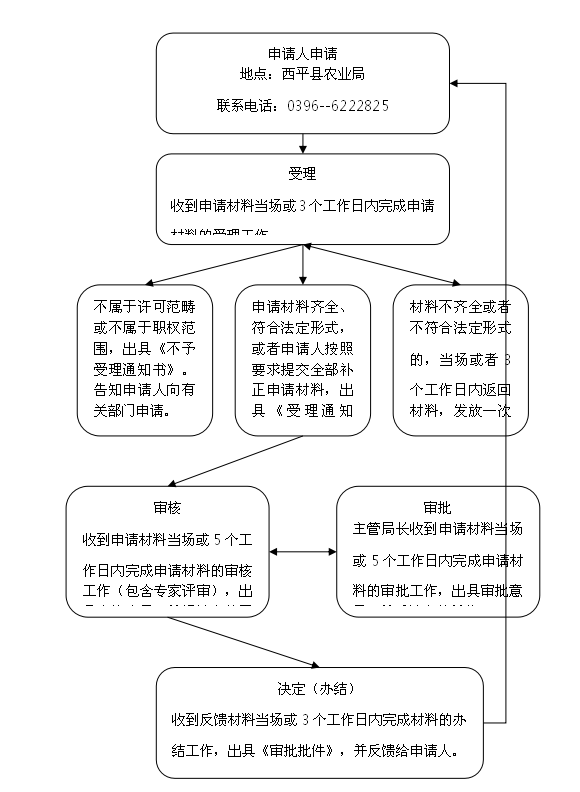 申请人申请
地点：西平县农业局
联系电话：0396--6222825
受理
收到申请材料当场或3个工作日内完成申请
材料的受理工作
不属于许可范畴
或不属于职权范
围，出具《不予
受理通知书》。
告知申请人向有
关部门申请。
申请材料齐全、
符合法定形式，
或者申请人按照
要求提交全部补
正申请材料，出
具《受理通知
材料不齐全或者
不符合法定形式
的，当场或者3
个工作日内返回
材料，发放一次
审核
收到申请材料当场或5个工
作日内完成申请材料的审核
工作（包含专家评审），出
审批
主管局长收到申请材料当场
或5个工作日内完成申请材
料的审批工作，出具审批意
决定（办结）
收到反馈材料当场或3个工作日内完成材料的办
结工作，出具《审批批件》，并反馈给申请人。